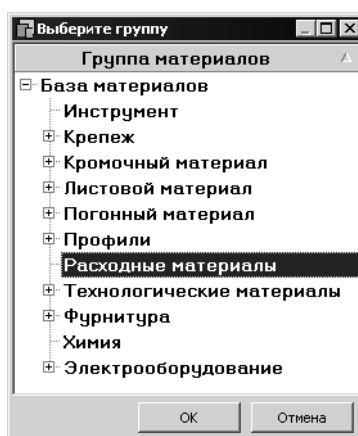 Выберите группу
Группа материалов
База материалов
Инструмент
Крепеж
Кромочный материал
Листовой материал
Погонный материал
Профили
Расходные материалы
Технологические материалы
Фурнитура
Химия
Электрооборудование
OK Отмена